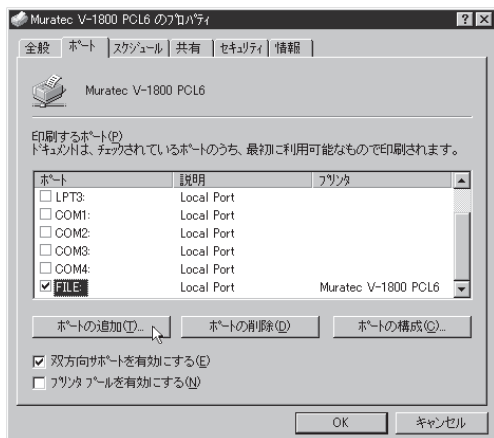 Muratec V-1800 PCL6 のﾌﾟﾛﾊﾟﾃｨ
全般 ﾎﾟｰﾄ ｽｹｼﾞｭｰﾙ 共有 ｾｷｭﾘﾃｨ 情報
Muratec V-1800 PCL6
印刷するﾎﾟｰﾄ(P)
ﾄﾞｷｭﾒﾝﾄは、ﾁｪｯｸされているﾎﾟｰﾄのうち、最初に利用可能なもので印刷されます。
ﾎﾟｰﾄ 説明 ﾌﾟﾘﾝﾀ
LPT3: Local Port
COM1: Local Port
COM2: Local Port
COM3: Local Port
COM4: Local Port
FILE: Local Port Muratec V-1800 PCL6
ﾎﾟｰﾄの追加(T)... ﾎﾟｰﾄの削除(D) ﾎﾟｰﾄの構成(C)...
双方向ｻﾎﾟｰﾄを有効にする(E)
ﾌﾟﾘﾝﾀ ﾌﾟｰﾙを有効にする(N)
OK ｷｬﾝｾﾙ